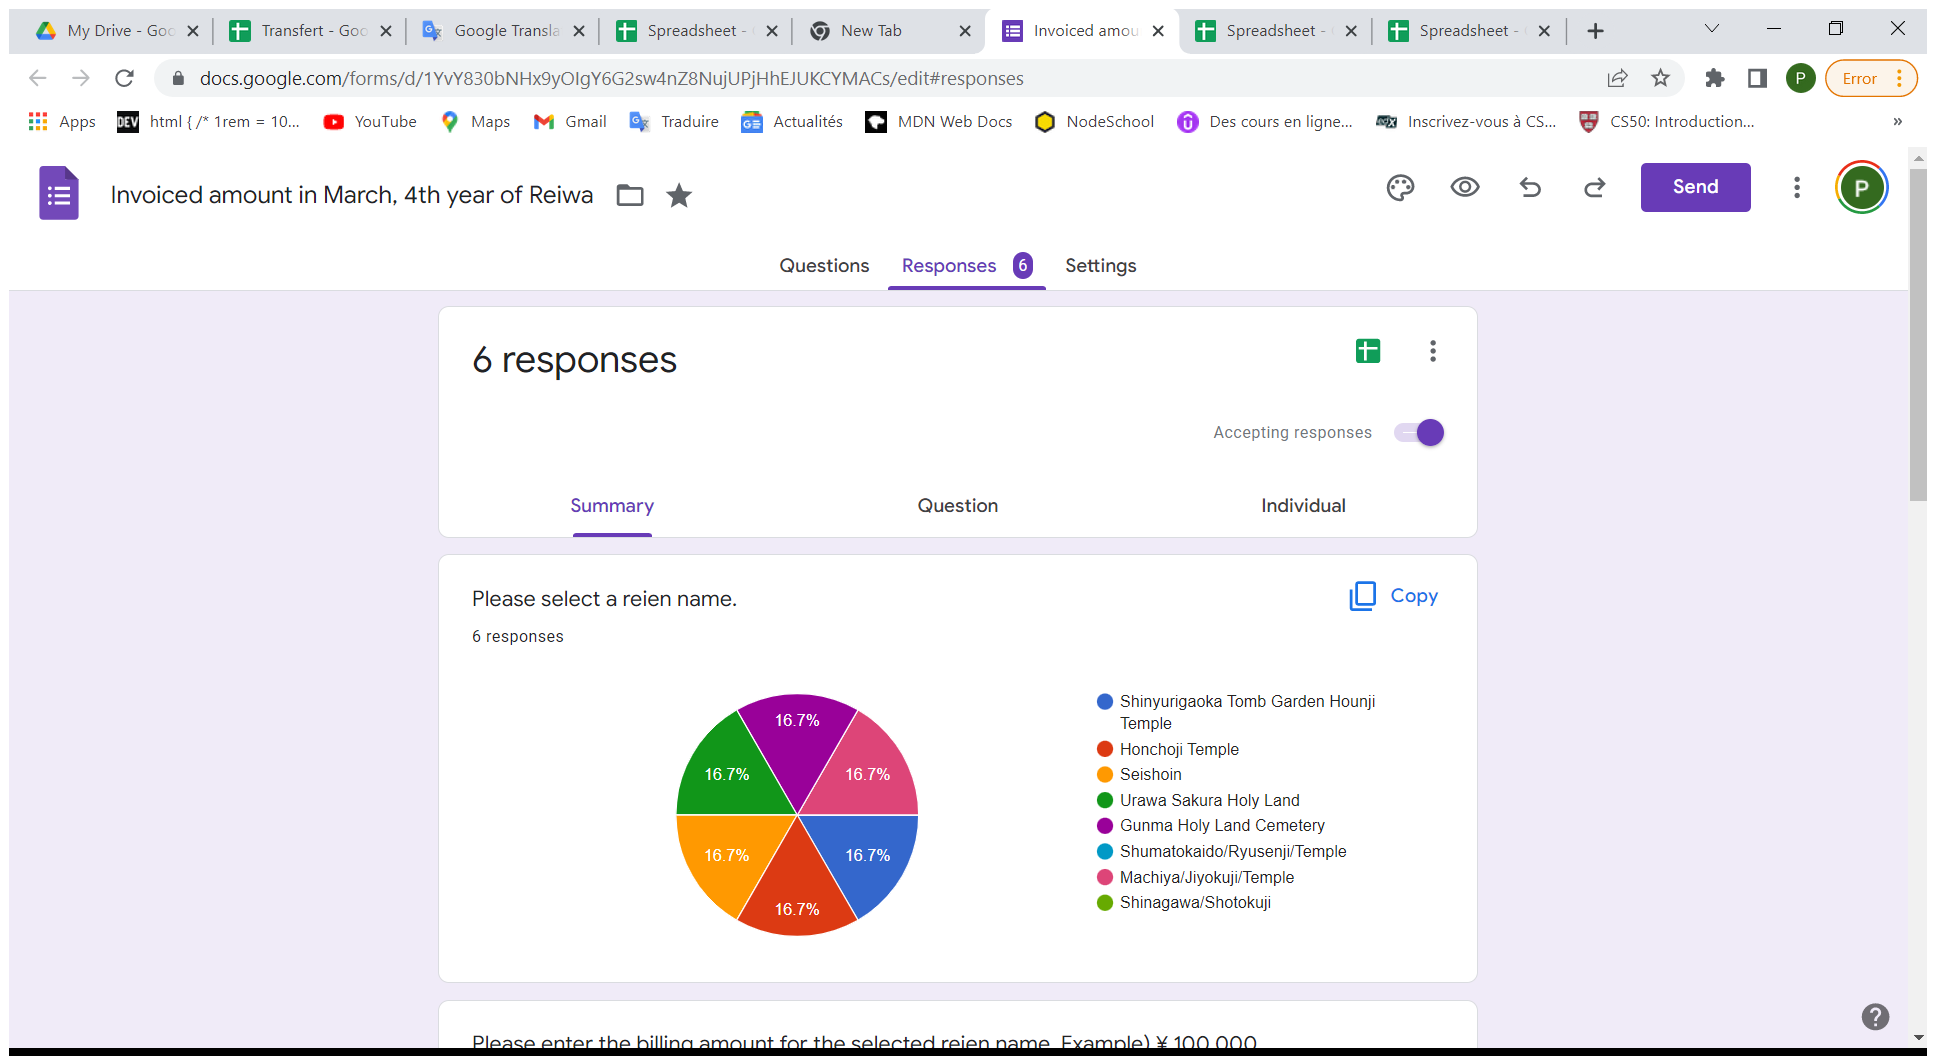 My Drive - Goo
Transfert - Goo
Google Transla
Spreadsheet -
New Tab
Invoiced amou
Spreadsheet -
Spreadsheet -
docs.google.com/forms/d/1YvY830bNHx9yOIgY6G2sw4nZ8NujUPjHhEJUKCYMACs/edit#responses
P
Error
Apps
DEV
html { /* 1rem = 10...
YouTube
Maps
Gmail
Traduire
Actualités
MDN Web Docs
NodeSchool
Des cours en ligne...
Inscrivez-vous à CS...
CS50: Introduction...
»
Invoiced amount in March, 4th year of Reiwa
Send
P
Questions
Responses 6
Settings
6 responses
Accepting responses
Summary
Question
Individual
Please select a reien name.
Copy
6 responses
16.7%
16.7%
16.7%
16.7%
16.7%
16.7%
Shinyurigaoka Tomb Garden Hounji
Temple
Honchoji Temple
Seishoin
Urawa Sakura Holy Land
Gunma Holy Land Cemetery
Shumatokaido/Ryusenji/Temple
Machiya/Jiyokuji/Temple
Shinagawa/Shotokuji
Please enter the billing amount for the selected reien name. Example) ¥ 100,000